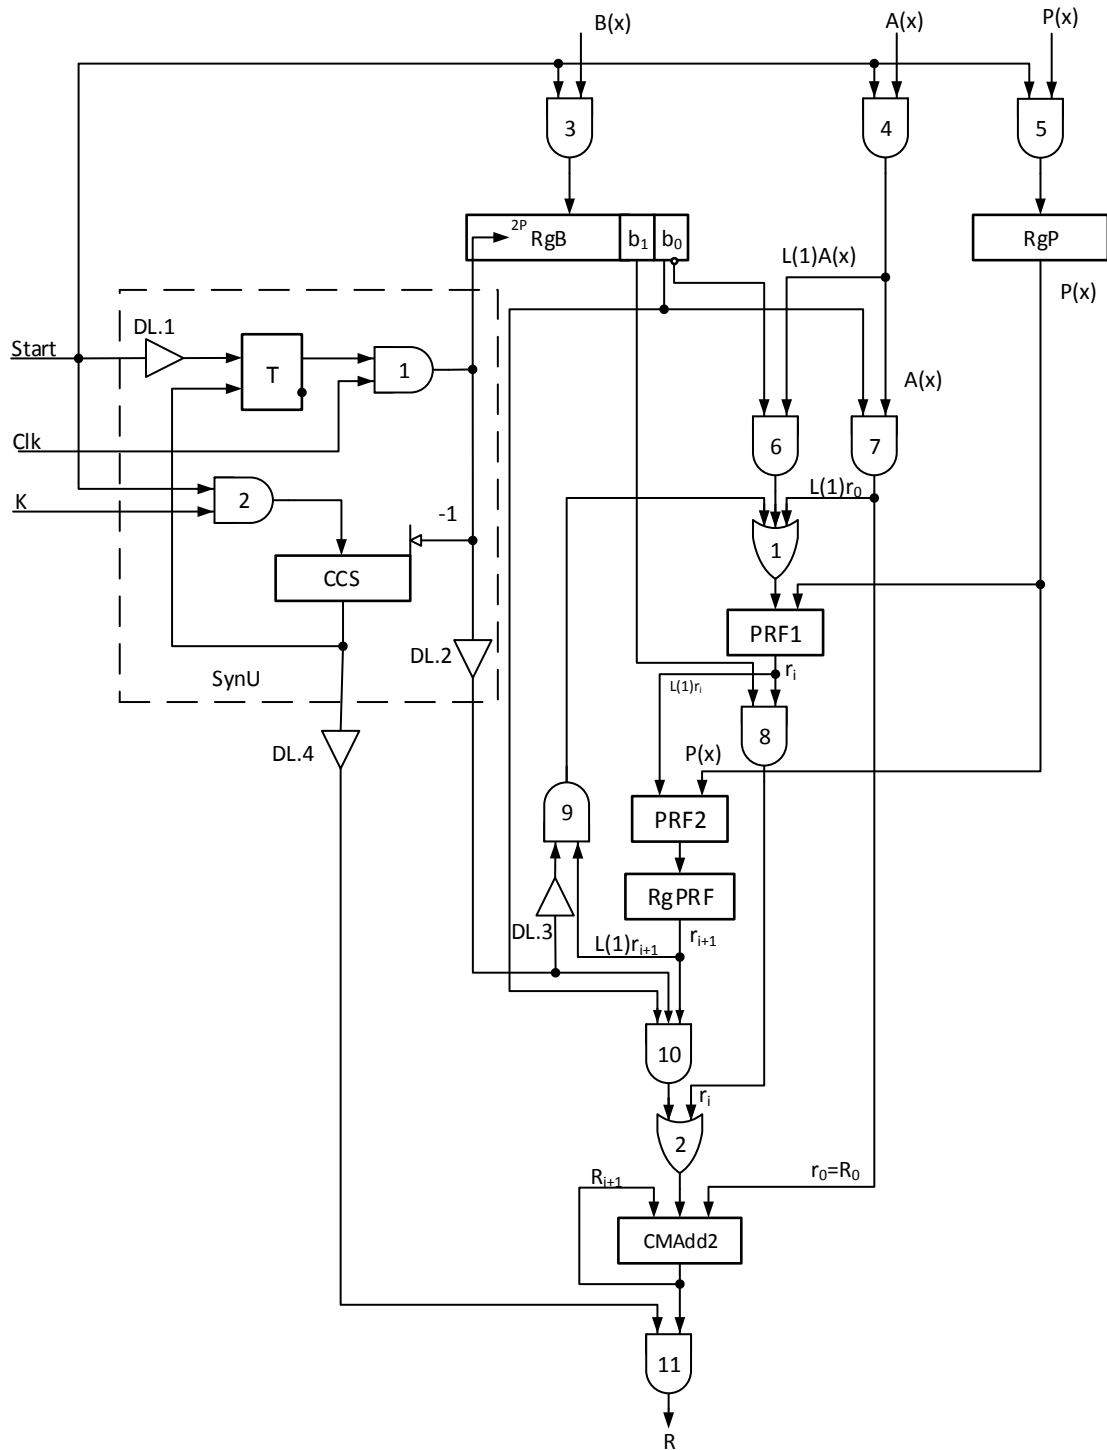 B(x)
A(x)
P(x)
3
4
5
2P
RgB
b1
b0
RgP
L(1)A(x)
P(x)
DL.1
Start
T
1
A(x)
Clk
6
7
K
2
L(1)r0
-1
1
CCS
PRF1
DL.2
SynU
ri
L(1)ri
8
DL.4
P(x)
9
PRF2
RgPRF
DL.3
L(1)ri+1
ri+1
10
ri
2
Ri+1
r0=R0
CMAdd2
11
R